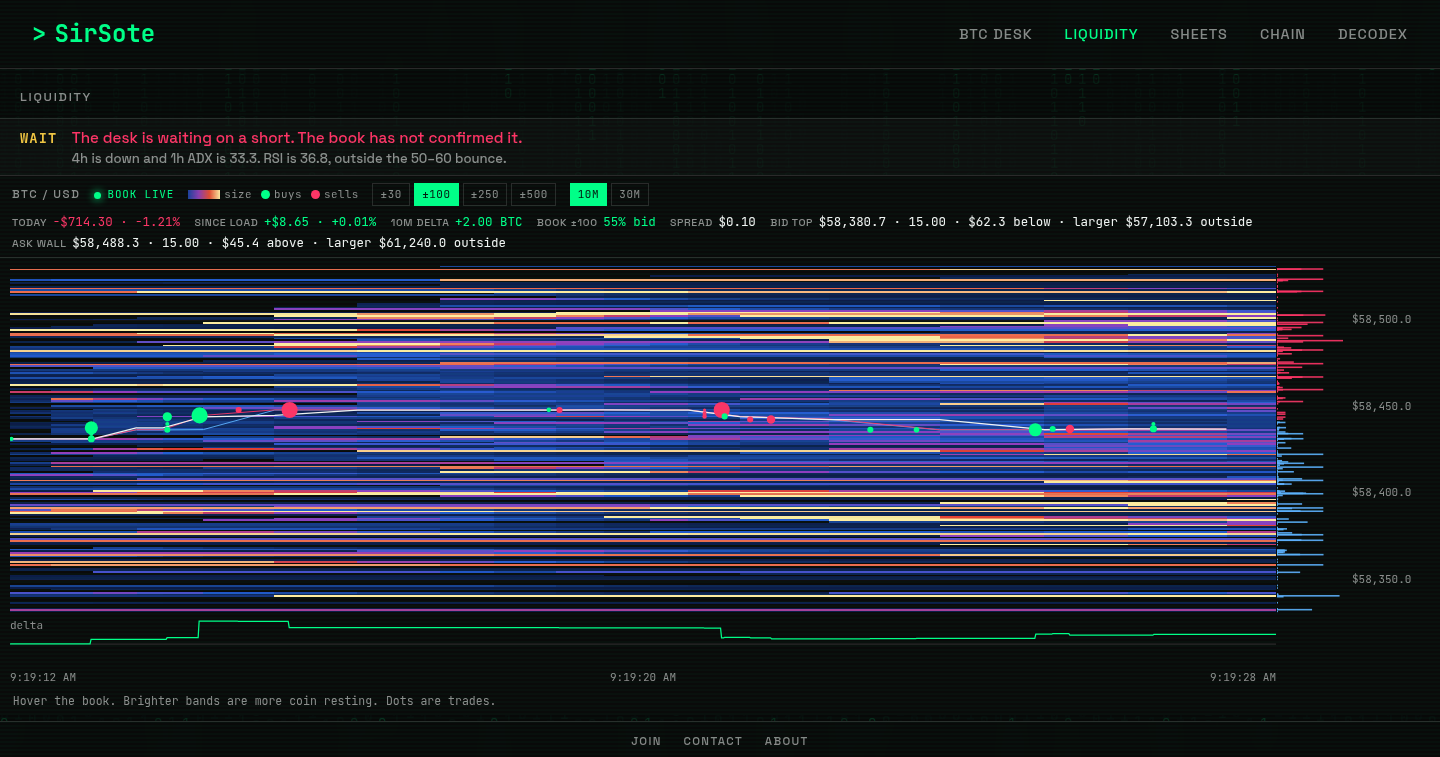 > SirSote
BTC DESK LIQUIDITY SHEETS CHAIN DECODEX
LIQUIDITY
WAIT The desk is waiting on a short. The book has not confirmed it.
4h is down and 1h ADX is 33.3. RSI is 36.8, outside the 50–60 bounce.
BTC / USD BOOK LIVE size buys sells ±30 ±100 ±250 ±500 10M 30M
TODAY -$714.30 · -1.21% SINCE LOAD +$8.65 · +0.01% 10M DELTA +2.00 BTC BOOK ±100 55% bid SPREAD $0.10 BID TOP $58,380.7 · 15.00 · $62.3 below · larger $57,103.3 outside
ASK WALL $58,488.3 · 15.00 · $45.4 above · larger $61,240.0 outside
$58,500.0
$58,450.0
$58,400.0
$58,350.0
delta
9:19:12 AM 9:19:20 AM 9:19:28 AM
Hover the book. Brighter bands are more coin resting. Dots are trades.
JOIN CONTACT ABOUT